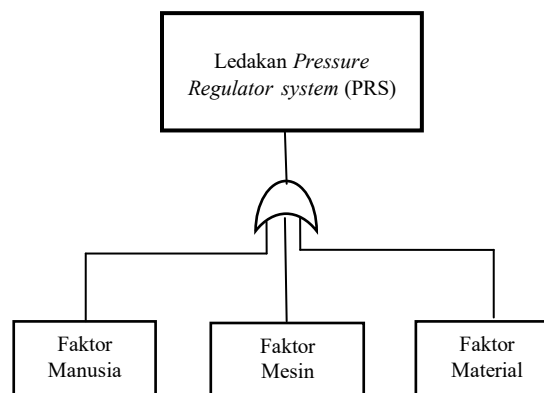 Ledakan Pressure
Regulator system (PRS)
Faktor
Manusia
Faktor
Mesin
Faktor
Material